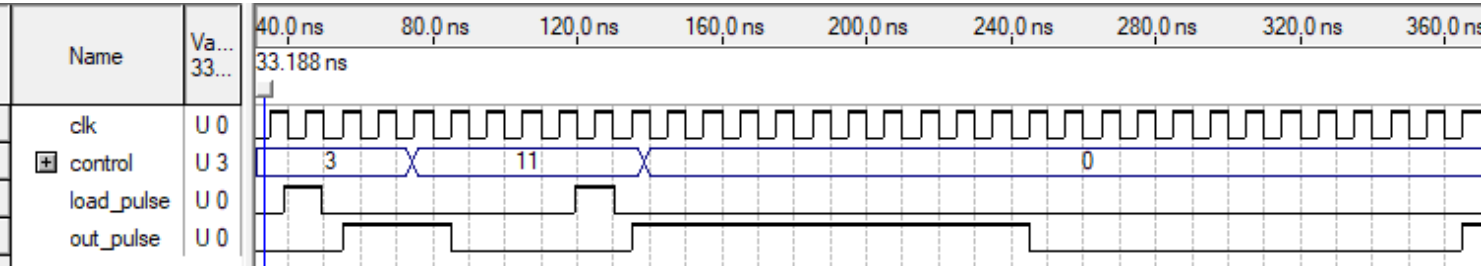 Name
Va...
33...
40.0 ns 80.0 ns 120.0 ns 160.0 ns 200.0 ns 240.0 ns 280.0 ns 320.0 ns 360.0 ns
33.188 ns
clk U 0
control U 3 3 11 0
load_pulse U 0
out_pulse U 0